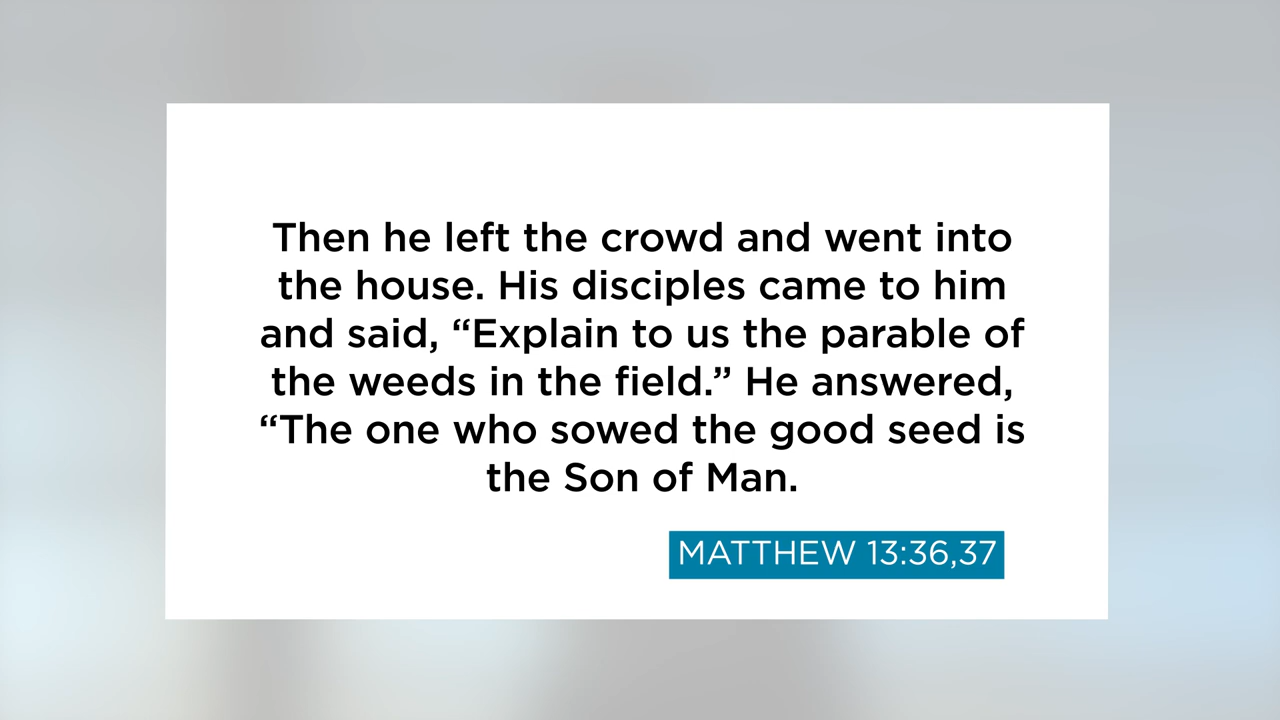 Then he left the crowd and went into
the house. His disciples came to him
and said, “Explain to us the parable of
the weeds in the field.” He answered,
“The one who sowed the good seed is
the Son of Man.
MATTHEW 13:36,37